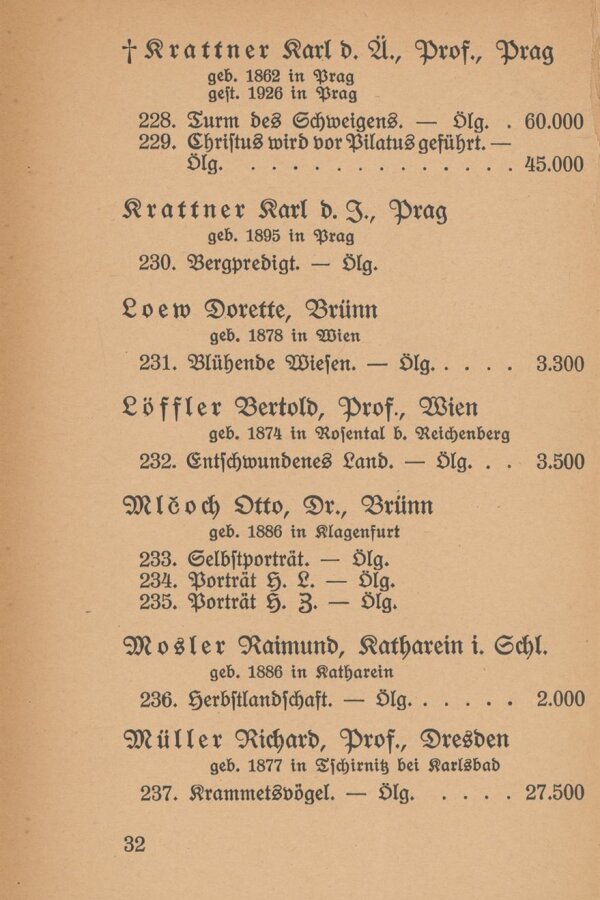 † Krattner Karl d. Ä., Prof., Prag
geb. 1862 in Prag
gest. 1926 in Prag
228. Turm des Schweigens. — Ölg. . 60.000
229. Christus wird vor Pilatus geführt. —
Ölg. . . . . . . . . . . . . . 45.000
Krattner Karl d. J., Prag
geb. 1895 in Prag
230. Bergpredigt. — Ölg.
Loew Dorette, Brünn
geb. 1878 in Wien
231. Blühende Wiesen. — Ölg. . . . . 3.300
Löffler Bertold, Prof., Wien
geb. 1874 in Rosental b. Reichenberg
232. Entschwundenes Land. — Ölg. . . 3.500
Mlčoch Otto, Dr., Brünn
geb. 1886 in Klagenfurt
233. Selbstporträt. — Ölg.
234. Porträt H. L. — Ölg.
235. Porträt H. Z. — Ölg.
Mosler Raimund, Katharein i. Schl.
geb. 1886 in Katharein
236. Herbstlandschaft. — Ölg. . . . . . 2.000
Müller Richard, Prof., Dresden
geb. 1877 in Tschirnitz bei Karlsbad
237. Krammetsvögel. — Ölg. . . . . 27.500
32